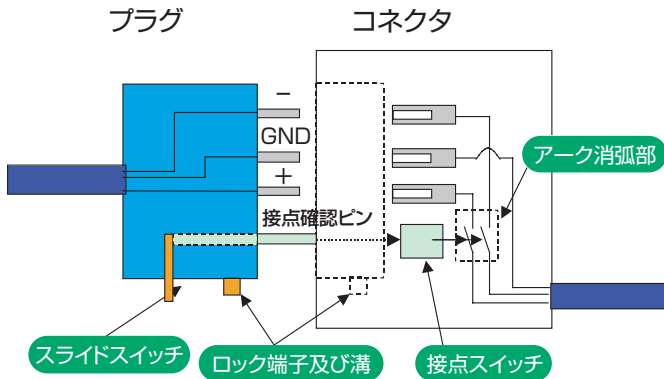 プラグ
コネクタ
−
GND
+
アーク消弧部
接点確認ピン
スライドスイッチ
ロック端子及び溝
接点スイッチ